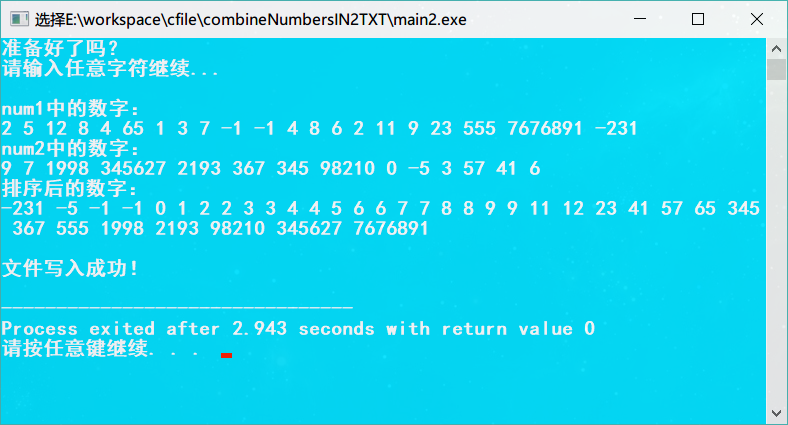 选择E:\workspace\cfile\combineNumbersIN2TXT\main2.exe
准备好了吗？
请输入任意字符继续...
num1中的数字：
2 5 12 8 4 65 1 3 7 -1 -1 4 8 6 2 11 9 23 555 7676891 -231
num2中的数字：
9 7 1998 345627 2193 367 345 98210 0 -5 3 57 41 6
排序后的数字：
-231 -5 -1 -1 0 1 2 2 3 3 4 4 5 6 6 7 7 8 8 9 9 11 12 23 41 57 65 345
367 555 1998 2193 98210 345627 7676891
文件写入成功！
--------------------------------
Process exited after 2.943 seconds with return value 0
请按任意键继续. . .